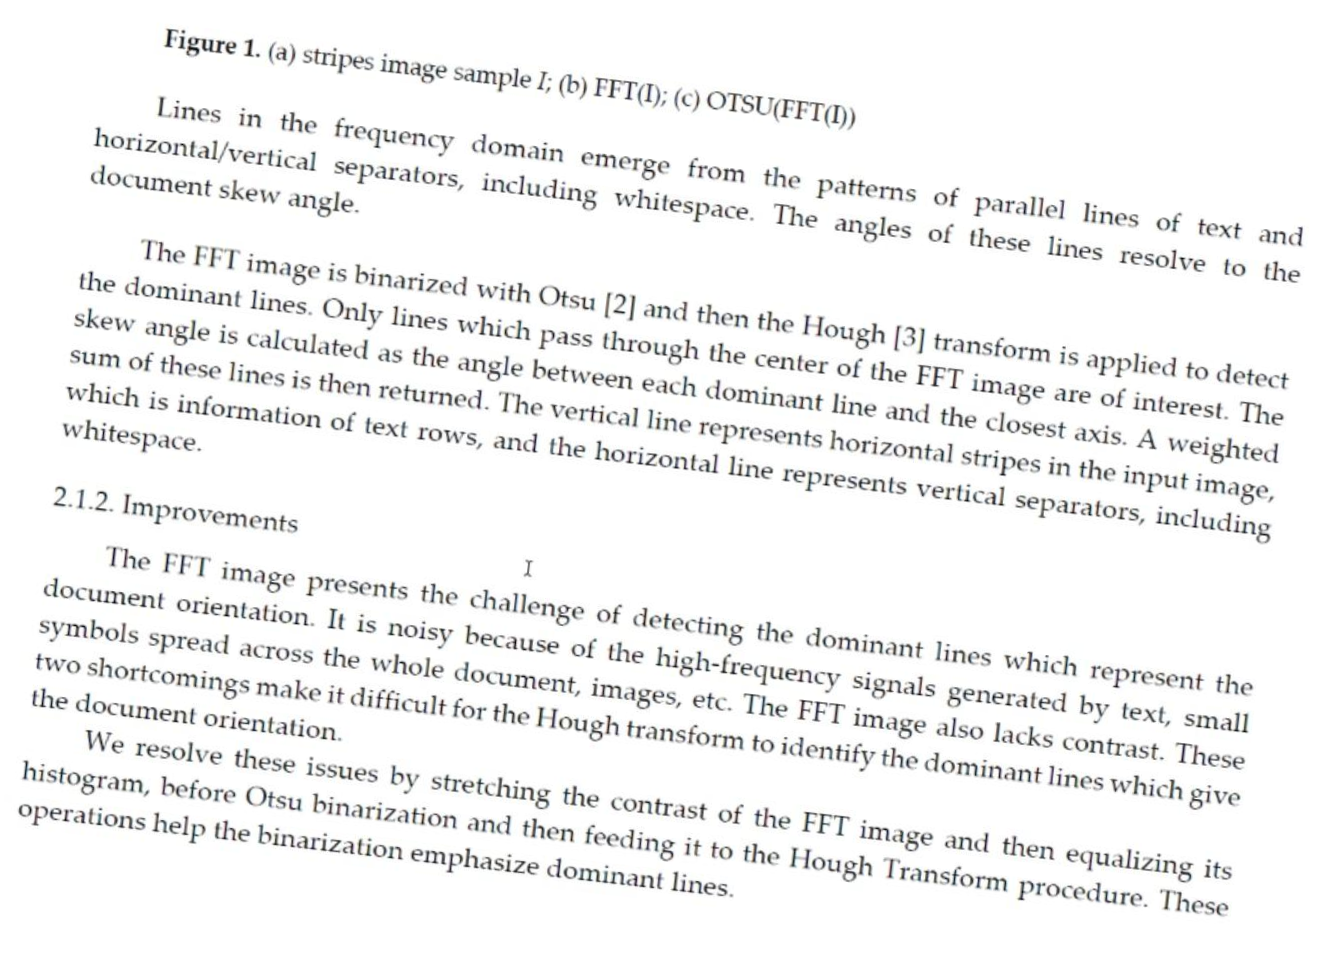 Figure 1. (a) stripes image sample I; (b) FFT(I); (c) OTSU(FFT(I))
Lines in the frequency domain emerge from the patterns of parallel lines of text and
horizontal/vertical separators, including whitespace. The angles of these lines resolve to the
document skew angle.
The FFT image is binarized with Otsu [2] and then the Hough [3] transform is applied to detect
the dominant lines. Only lines which pass through the center of the FFT image are of interest. The
skew angle is calculated as the angle between each dominant line and the closest axis. A weighted
sum of these lines is then returned. The vertical line represents horizontal stripes in the input image,
which is information of text rows, and the horizontal line represents vertical separators, including
whitespace.
2.1.2. Improvements
The FFT image presents the challenge of detecting the dominant lines which represent the
document orientation. It is noisy because of the high-frequency signals generated by text, small
symbols spread across the whole document, images, etc. The FFT image also lacks contrast. These
two shortcomings make it difficult for the Hough transform to identify the dominant lines which give
the document orientation.
We resolve these issues by stretching the contrast of the FFT image and then equalizing its
histogram, before Otsu binarization and then feeding it to the Hough Transform procedure. These
operations help the binarization emphasize dominant lines.